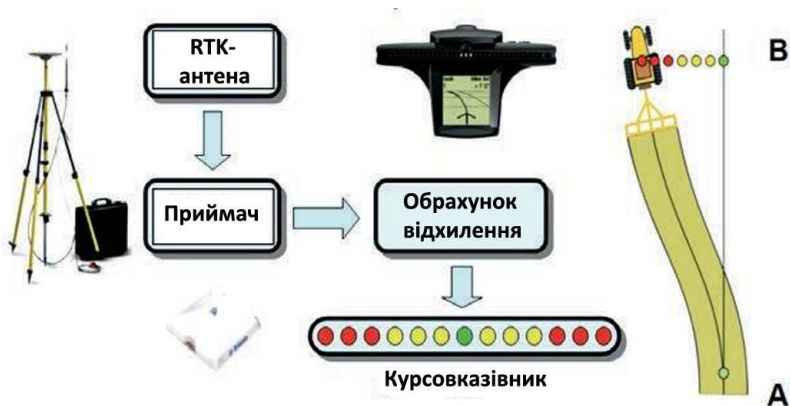 RTK-
антена
Приймач
Обрахунок
відхилення
Курсовказівник
B
A